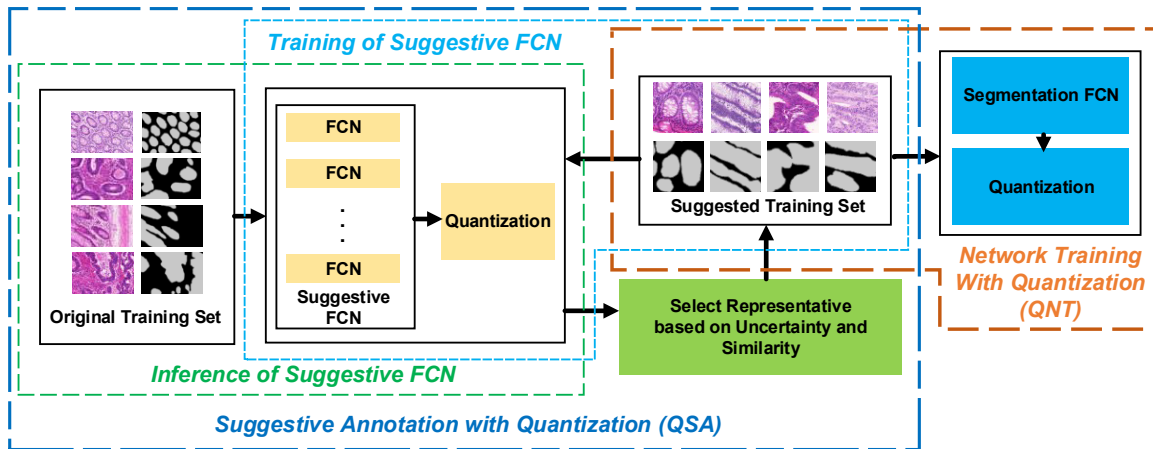 Training of Suggestive FCN
FCN
FCN
.
.
.
FCN
Suggestive
FCN
Quantization
Original Training Set
Inference of Suggestive FCN
Suggested Training Set
Select Representative
based on Uncertainty and
Similarity
Segmentation FCN
Quantization
Network Training
With Quantization
(QNT)
Suggestive Annotation with Quantization (QSA)